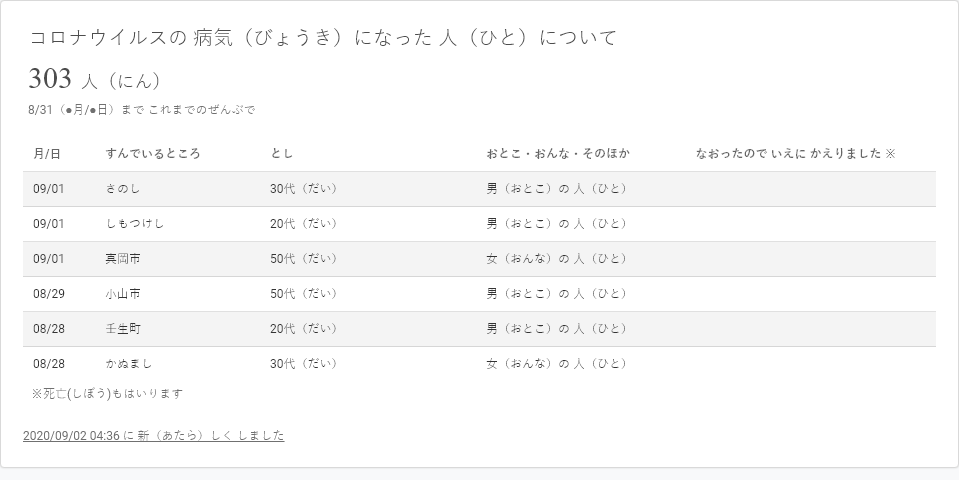 コロナウイルスの 病気（びょうき）になった 人（ひと）について
303 人（にん）
8/31（●月/●日）まで これまでのぜんぶで
月/日 すんでいるところ とし おとこ・おんな・そのほか なおったので いえに かえりました ※
09/01 さのし 30代（だい） 男（おとこ）の 人（ひと）
09/01 しもつけし 20代（だい） 男（おとこ）の 人（ひと）
09/01 真岡市 50代（だい） 女（おんな）の 人（ひと）
08/29 小山市 50代（だい） 男（おとこ）の 人（ひと）
08/28 壬生町 20代（だい） 男（おとこ）の 人（ひと）
08/28 かぬまし 30代（だい） 女（おんな）の 人（ひと）
※死亡(しぼう)もはいります
2020/09/02 04:36 に 新（あたら）しく しました